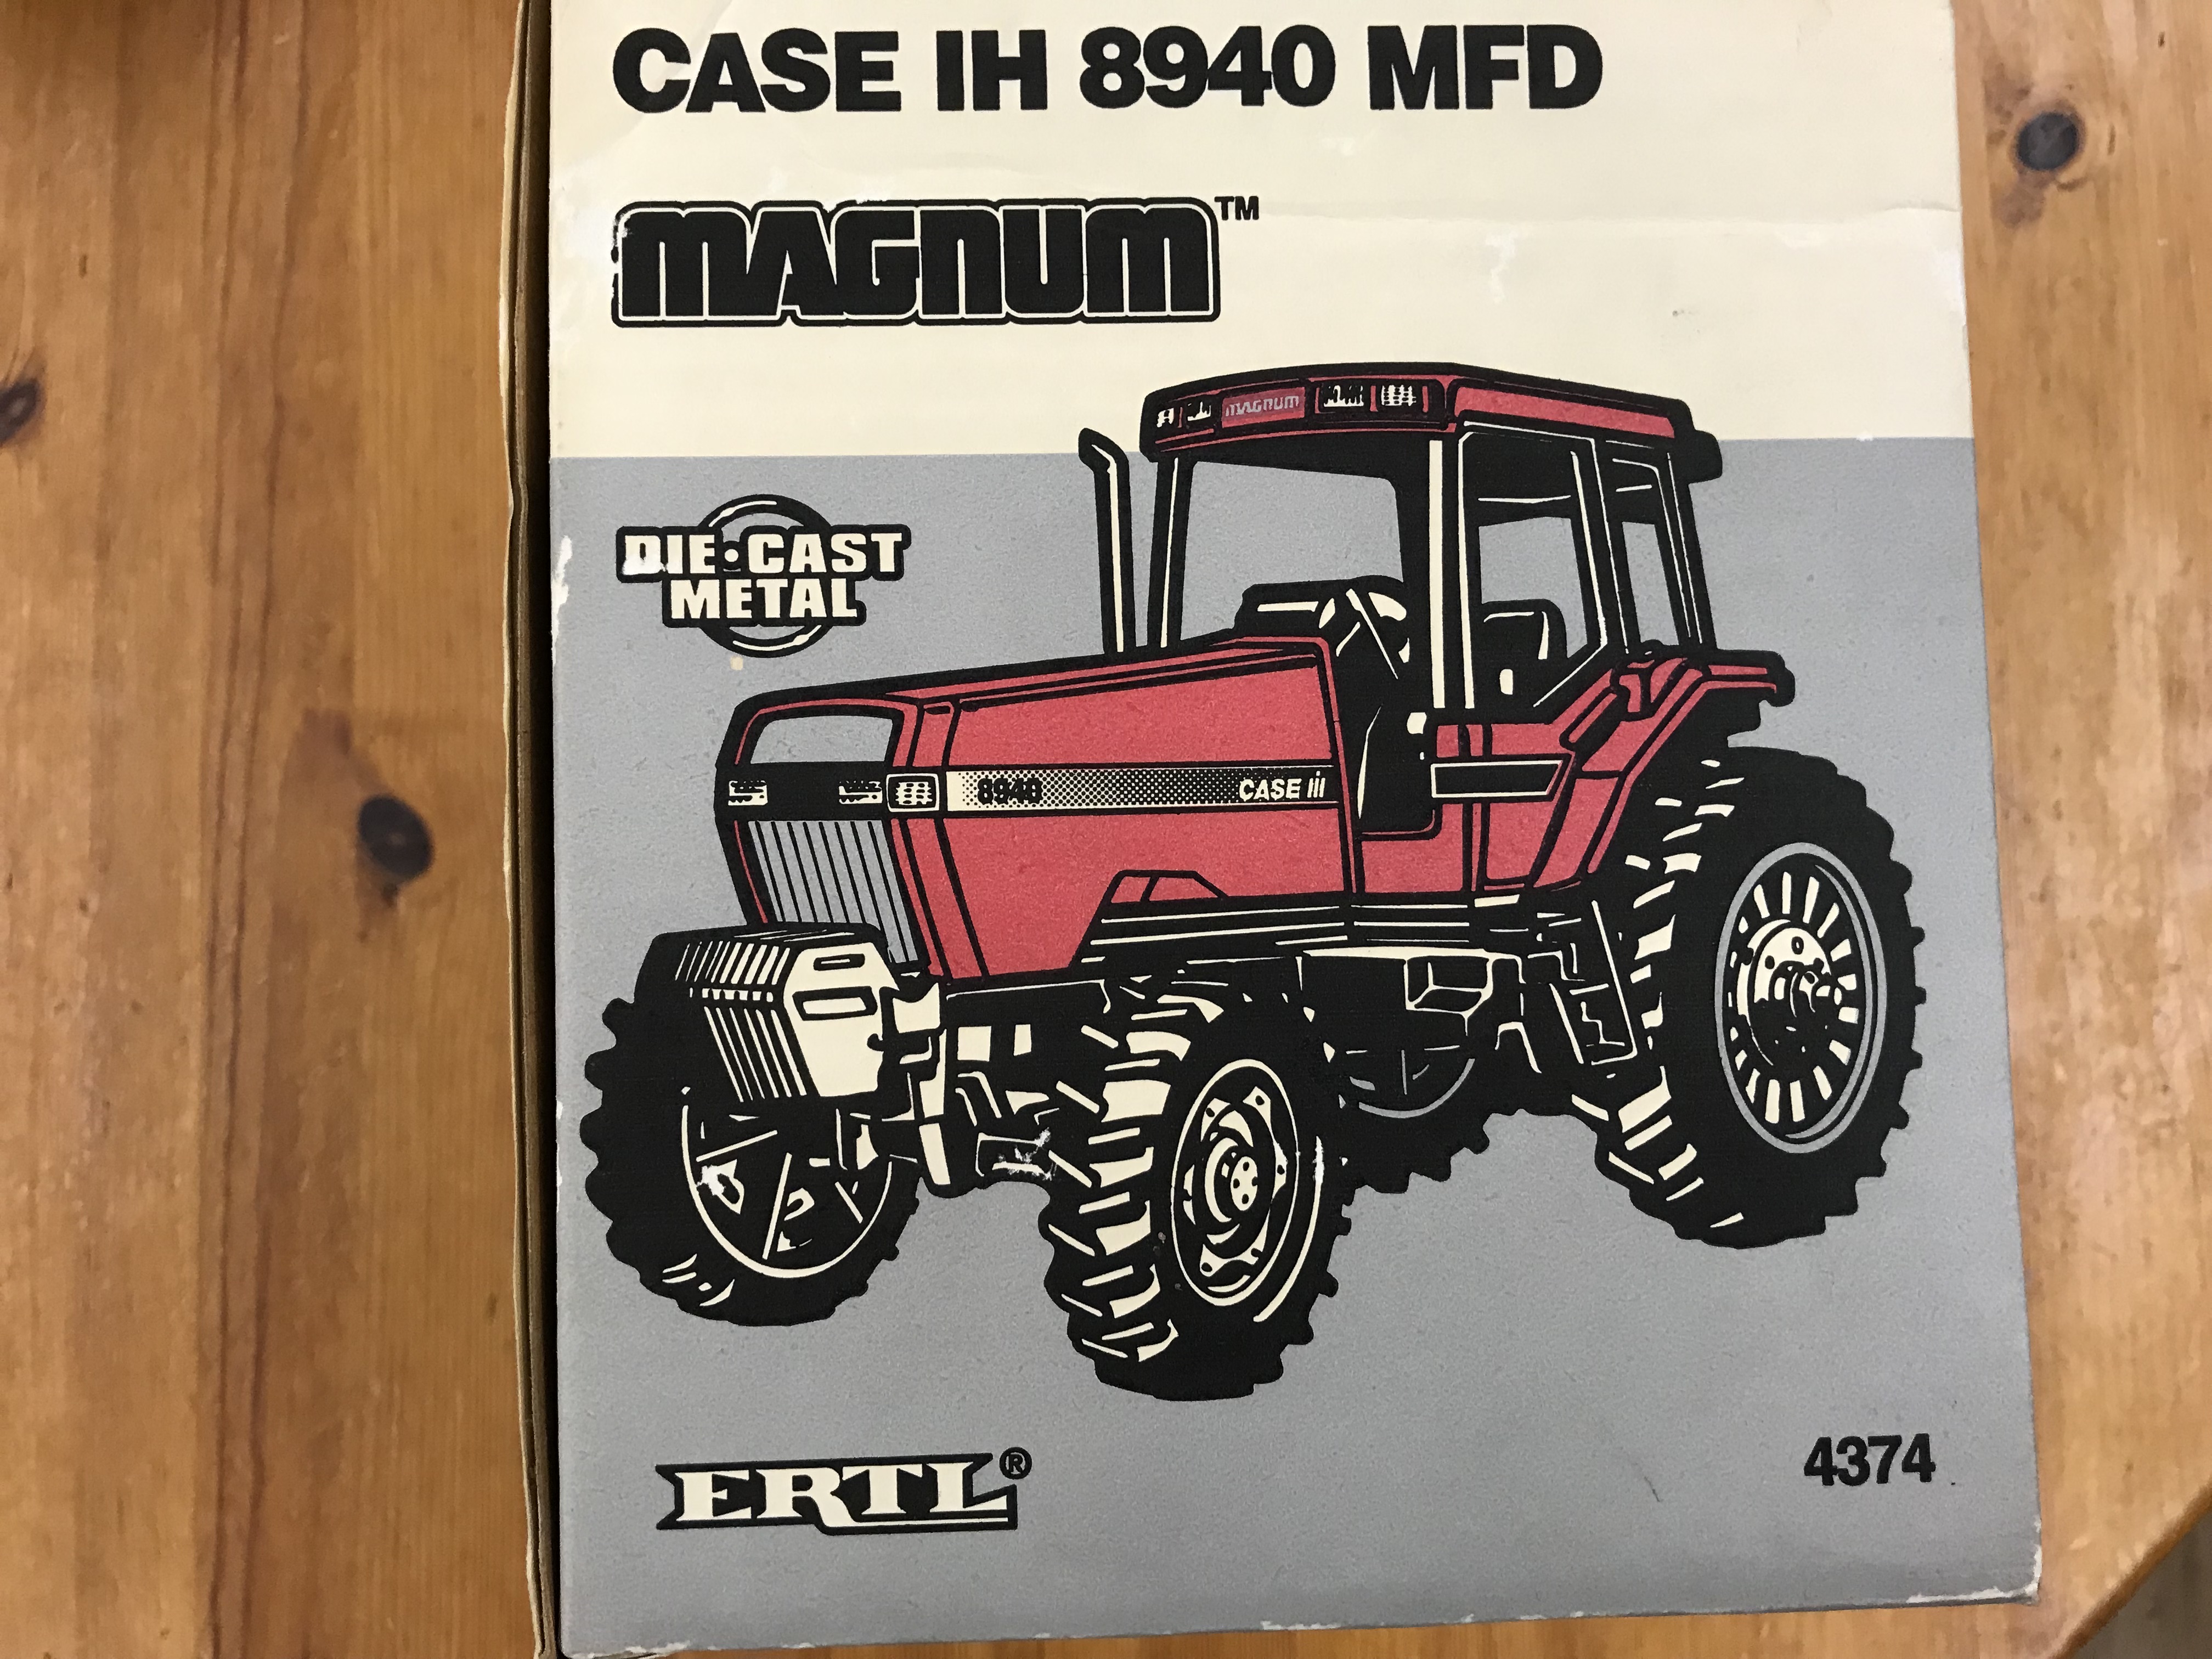 CASE IH 8940 MFD
MAGNUM™
MAGNUM
DIE•CAST
METAL
8940
CASE IH
ERTL®
4374